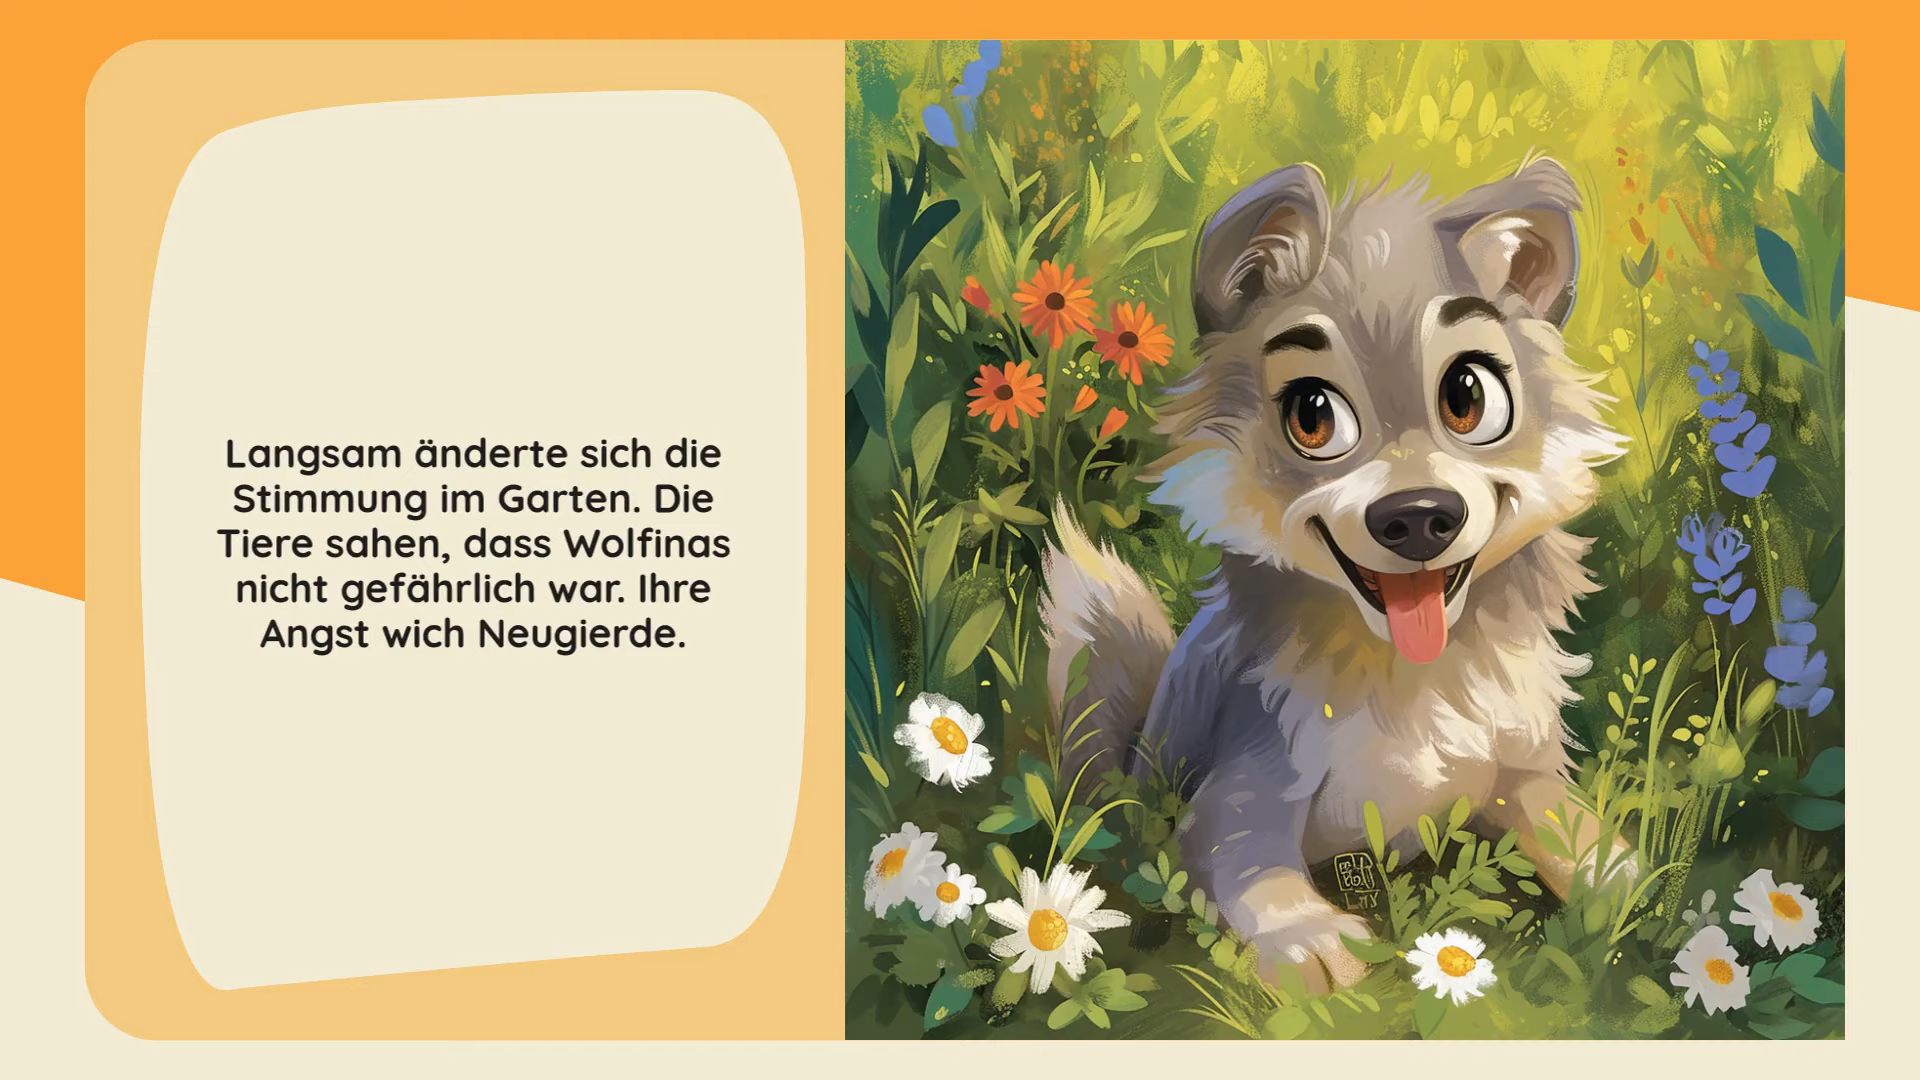 Langsam änderte sich die
Stimmung im Garten. Die
Tiere sahen, dass Wolfinas
nicht gefährlich war. Ihre
Angst wich Neugierde.